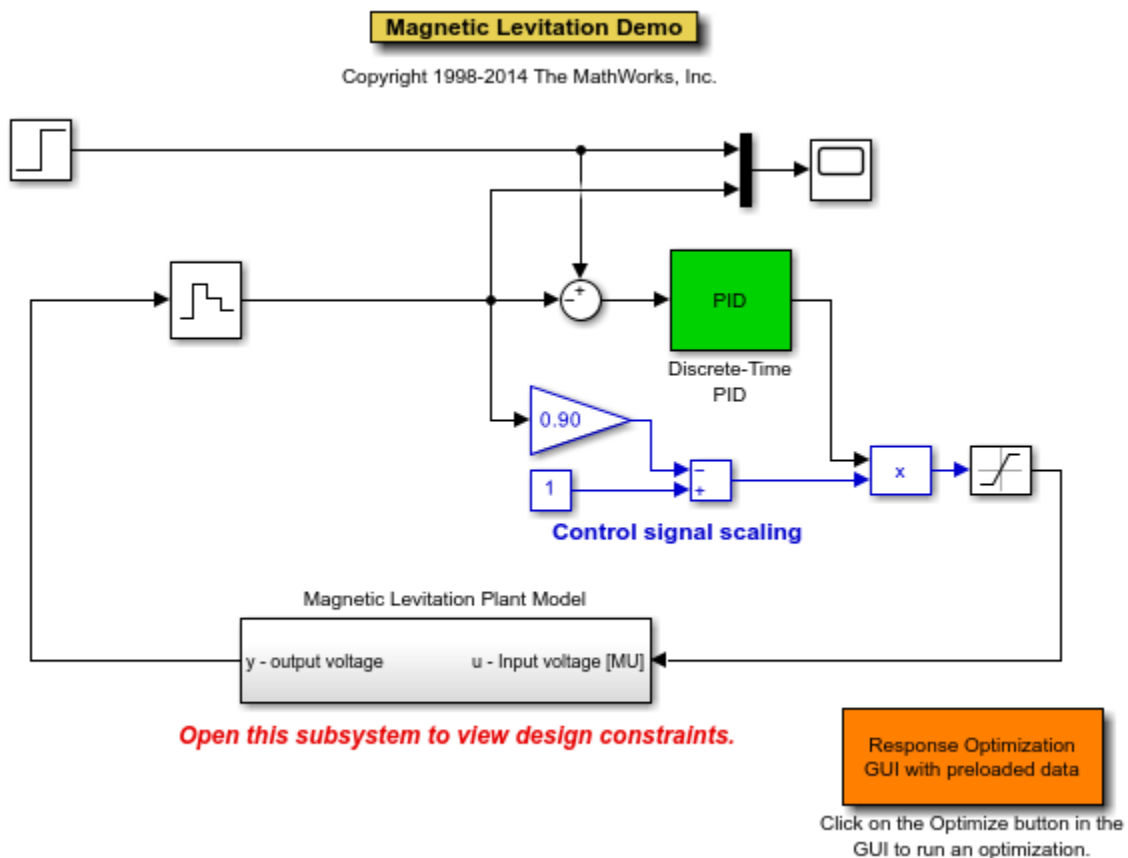 Magnetic Levitation Demo
Copyright 1998-2014 The MathWorks, Inc.
− +
PID
Discrete-Time
PID
0.90
−
+
1
x
Control signal scaling
Magnetic Levitation Plant Model
y - output voltage u - Input voltage [MU]
Open this subsystem to view design constraints.
Response Optimization
GUI with preloaded data
Click on the Optimize button in the
GUI to run an optimization.